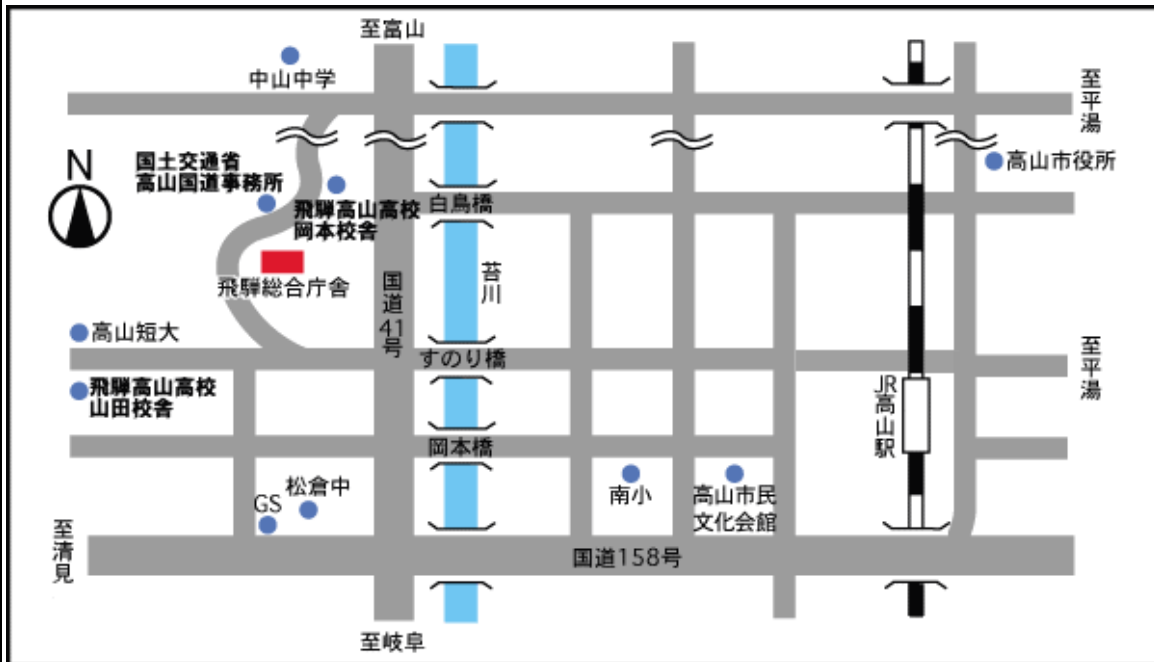 至富山
中山中学
至平湯
N
国土交通省
高山国道事務所
高山市役所
飛騨高山高校
岡本校舎
白鳥橋
飛騨総合庁舎
国道41号
苔川
高山短大
すのり橋
至平湯
飛騨高山高校
山田校舎
JR高山駅
岡本橋
松倉中
GS
南小
高山市民
文化会館
至清見
国道158号
至岐阜